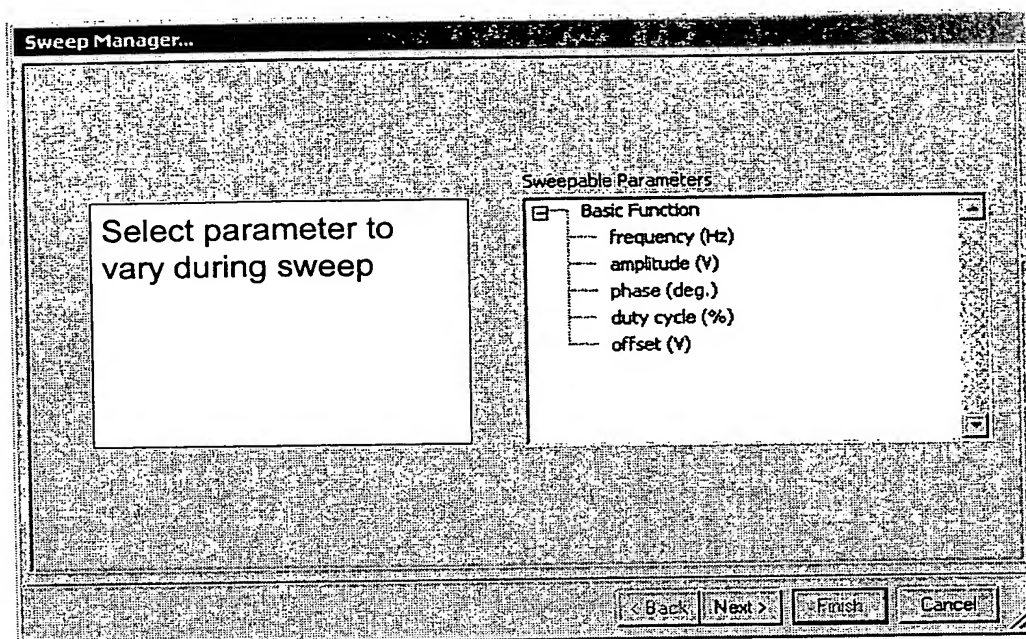 Sweep Manager...
Select parameter to
vary during sweep
Sweepable Parameters
Basic Function
frequency (Hz)
amplitude (V)
phase (deg.)
duty cycle (%)
offset (V)
< Back Next > Finish Cancel